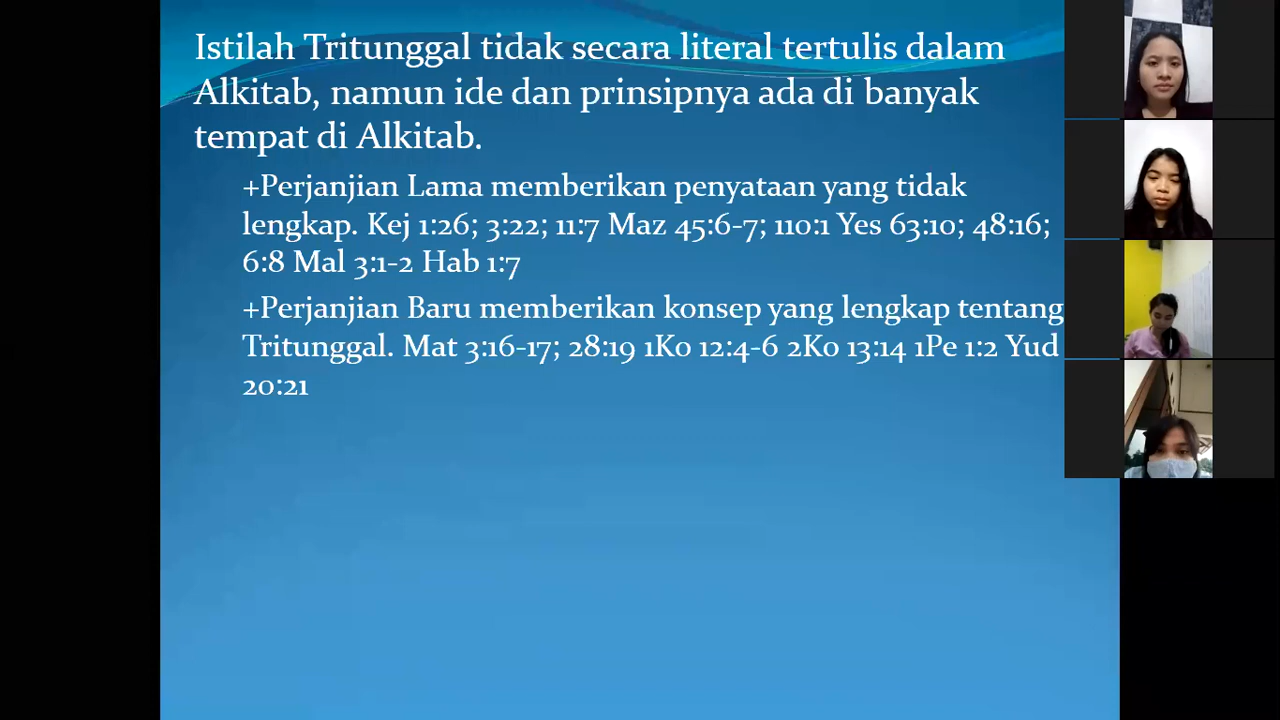 Istilah Tritunggal tidak secara literal tertulis dalam
Alkitab, namun ide dan prinsipnya ada di banyak
tempat di Alkitab.
+Perjanjian Lama memberikan penyataan yang tidak
lengkap. Kej 1:26; 3:22; 11:7 Maz 45:6-7; 110:1 Yes 63:10; 48:16;
6:8 Mal 3:1-2 Hab 1:7
+Perjanjian Baru memberikan konsep yang lengkap tentang
Tritunggal. Mat 3:16-17; 28:19 1Ko 12:4-6 2Ko 13:14 1Pe 1:2 Yud
20:21